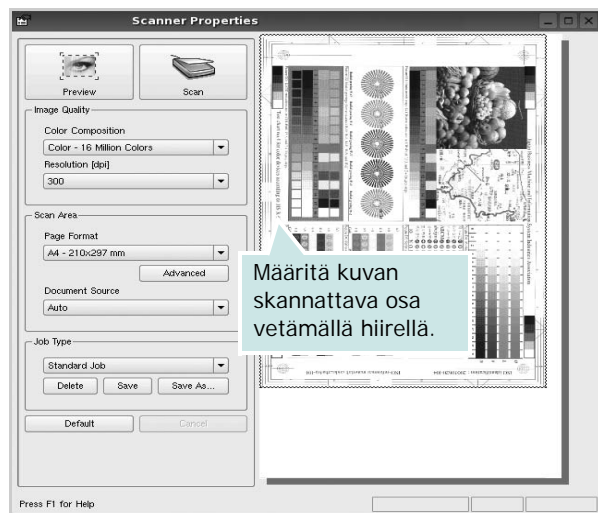 Scanner Properties
Preview
Scan
Image Quality
Color Composition
Color - 16 Million Colors
Resolution [dpi]
300
Scan Area
Page Format
A4 - 210x297 mm
Advanced
Document Source
Auto
Job Type
Standard Job
Delete
Save
Save As...
Default
Cancel
Määritä kuvan
skannattava osa
vetämällä hiirellä.
Press F1 for Help